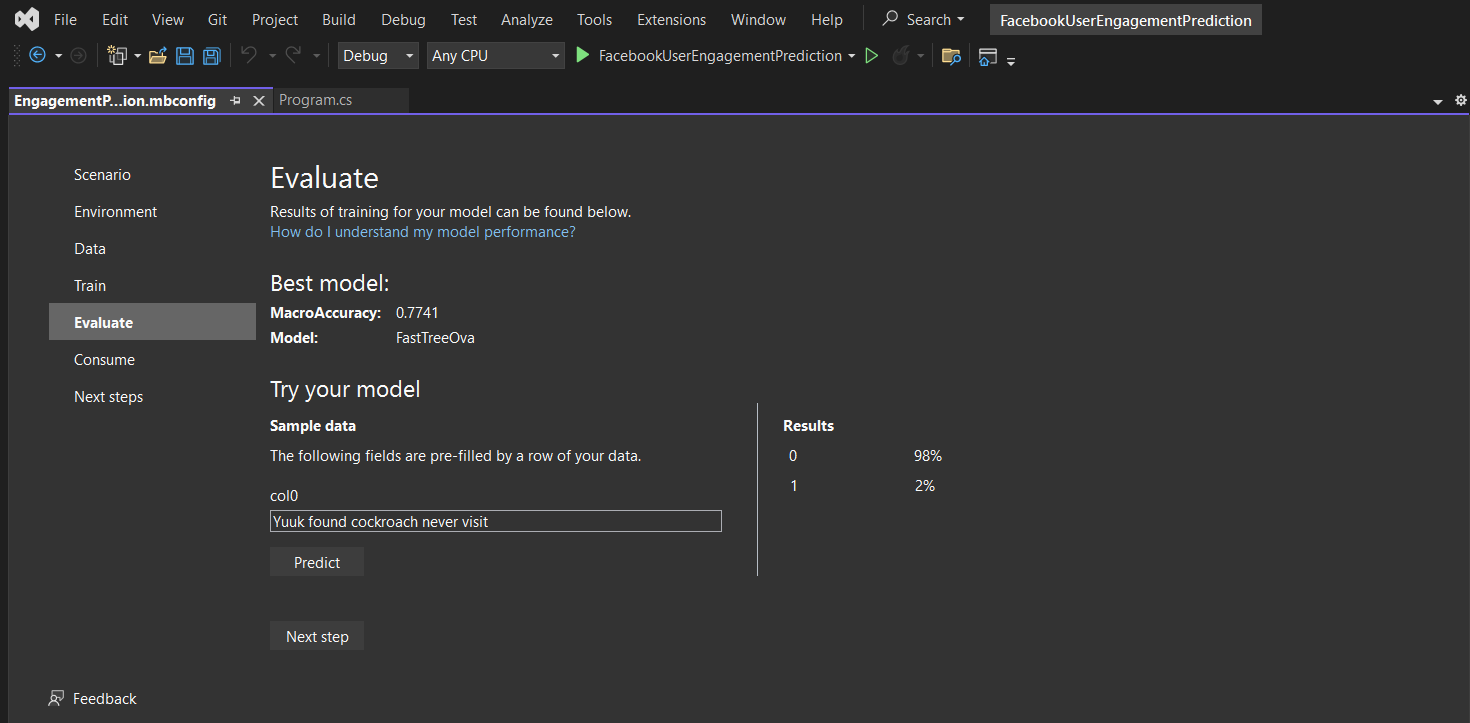 File Edit View Git Project Build Debug Test Analyze Tools Extensions Window Help Search FacebookUserEngagementPrediction
Debug Any CPU FacebookUserEngagementPrediction
EngagementP...ion.mbconfig Program.cs
Scenario
Environment
Data
Train
Evaluate
Consume
Next steps
Evaluate
Results of training for your model can be found below.
How do I understand my model performance?
Best model:
MacroAccuracy: 0.7741
Model: FastTreeOva
Try your model
Sample data
The following fields are pre-filled by a row of your data.
col0
Yuuk found cockroach never visit
Predict
Results
0 98%
1 2%
Next step
Feedback